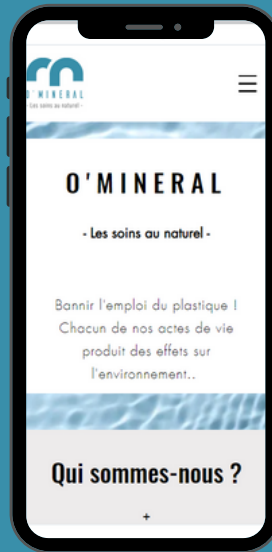 O'MINERAL
- Les soins au naturel -
O'MINERAL
- Les soins au naturel -
Bannir l'emploi du plastique !
Chacun de nos actes de vie
produit des effets sur
l'environnement..
Qui sommes-nous ?
+